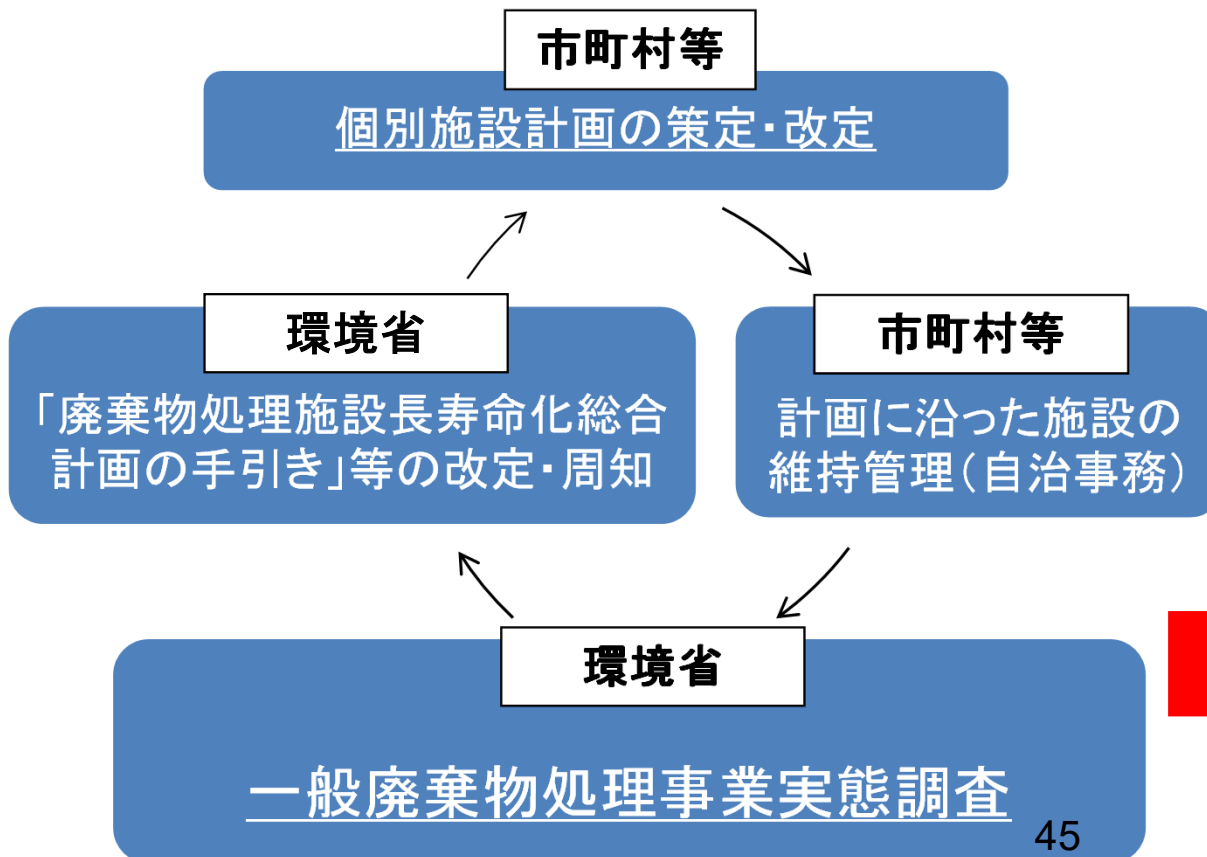 市町村等
個別施設計画の策定・改定
環境省
「廃棄物処理施設長寿命化総合
計画の手引き」等の改定・周知
市町村等
計画に沿った施設の
維持管理(自治事務)
環境省
一般廃棄物処理事業実態調査
45